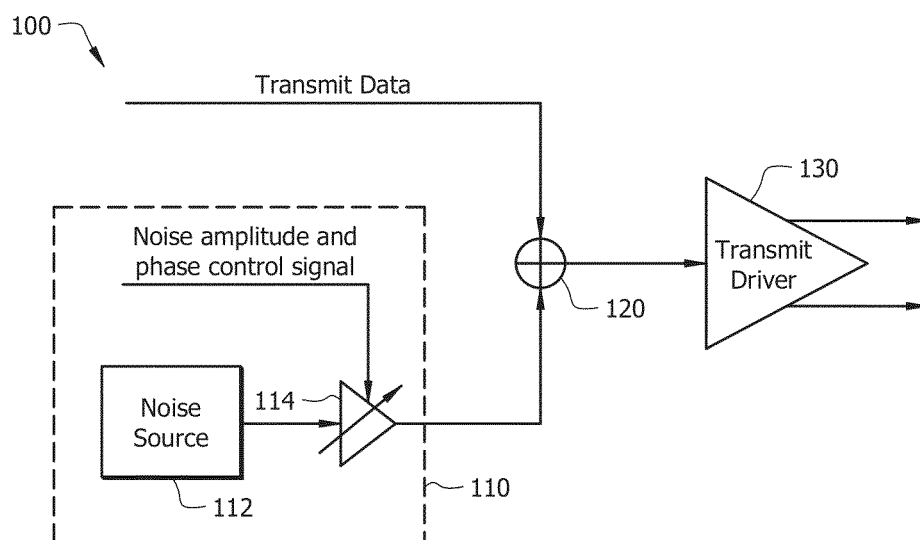 100
Transmit Data
130
Noise amplitude and
phase control signal
Transmit
Driver
120
114
Noise
Source
110
112